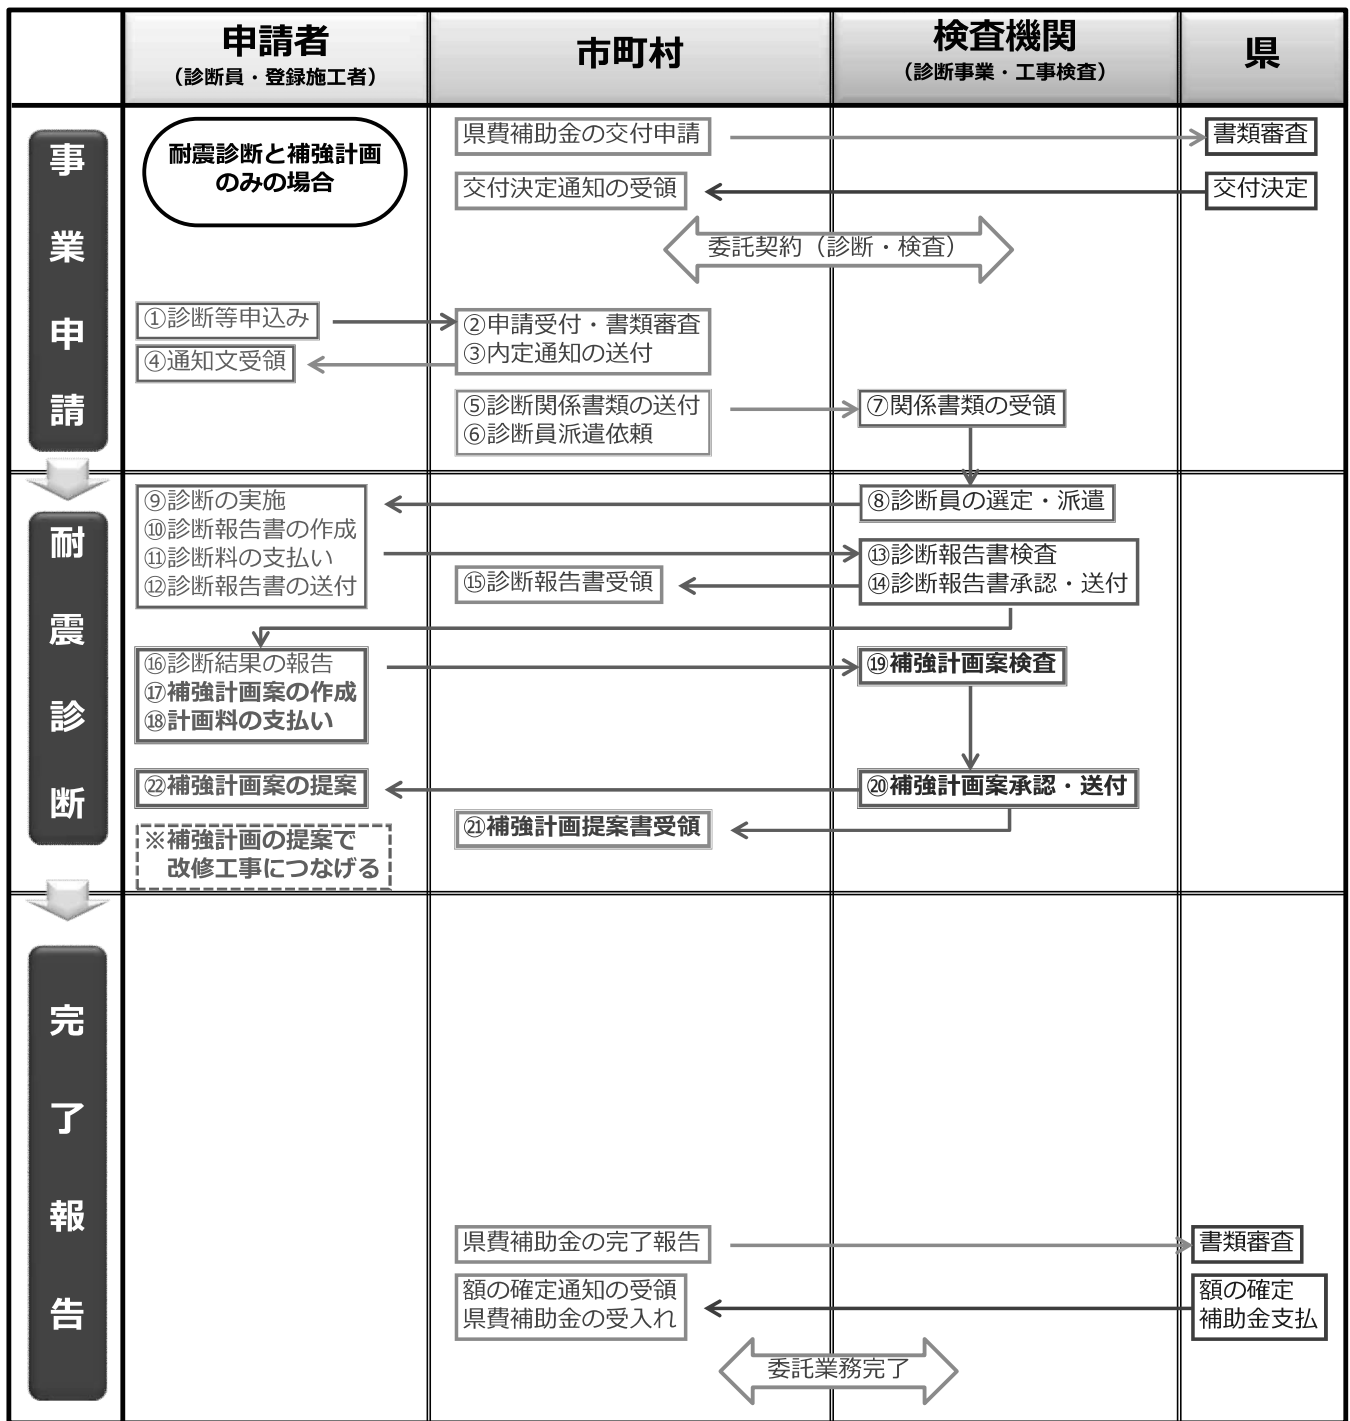 申請者
（診断員・登録施工者）
市町村
検査機関
（診断事業・工事検査）
県
事業申請
耐震診断と補強計画
のみの場合
県費補助金の交付申請
書類審査
交付決定通知の受領
交付決定
委託契約（診断・検査）
①診断等申込み
②申請受付・書類審査
③内定通知の送付
④通知文受領
⑤診断関係書類の送付
⑥診断員派遣依頼
⑦関係書類の受領
耐震診断
⑧診断員の選定・派遣
⑨診断の実施
⑩診断報告書の作成
⑪診断料の支払い
⑫診断報告書の送付
⑬診断報告書検査
⑭診断報告書承認・送付
⑮診断報告書受領
⑯診断結果の報告
⑰補強計画案の作成
⑱計画料の支払い
⑲補強計画案検査
⑳補強計画案承認・送付
㉒補強計画案の提案
㉑補強計画提案書受領
※補強計画の提案で
改修工事につなげる
完了報告
県費補助金の完了報告
書類審査
額の確定通知の受領
県費補助金の受入れ
額の確定
補助金支払
委託業務完了